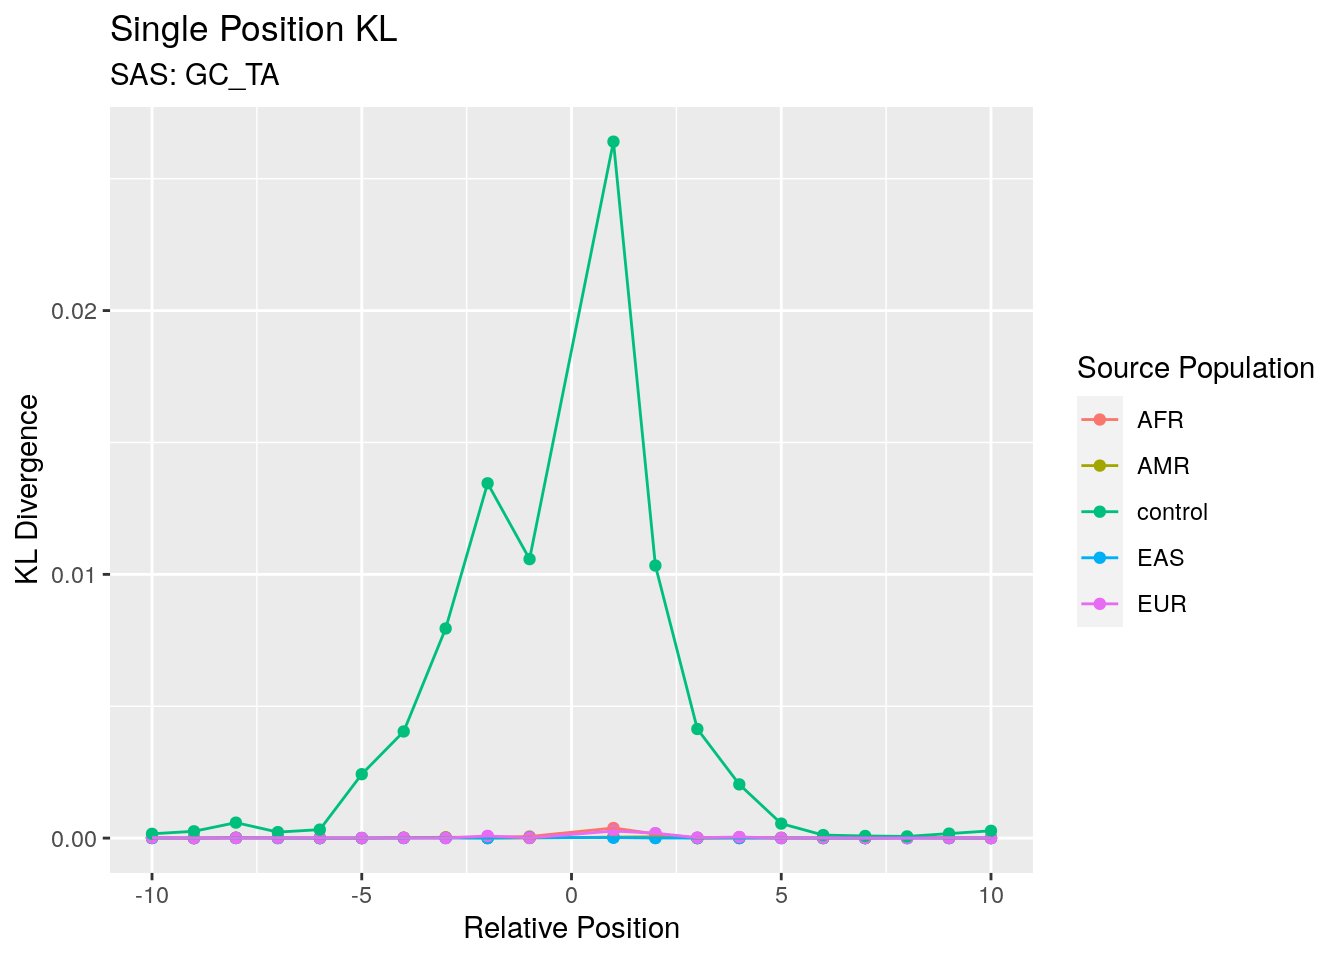 Single Position KL
SAS: GC_TA
KL Divergence
0.02
0.01
0.00
-10
-5
0
5
10
Relative Position
Source Population
AFR
AMR
control
EAS
EUR